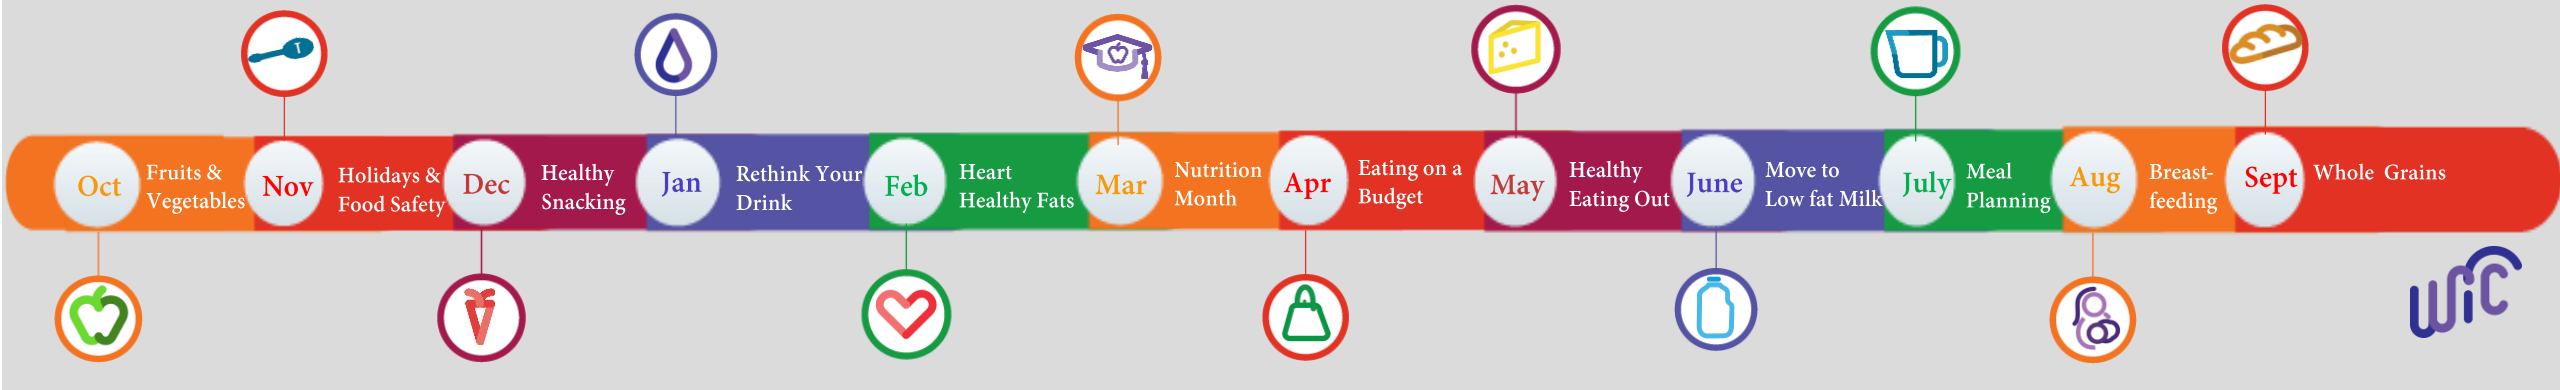 Oct
Fruits &
Vegetables
Nov
Holidays &
Food Safety
Dec
Healthy
Snacking
Jan
Rethink Your
Drink
Feb
Heart
Healthy Fats
Mar
Nutrition
Month
Apr
Eating on a
Budget
May
Healthy
Eating Out
June
Move to
Low fat Milk
July
Meal
Planning
Aug
Breast-
feeding
Sept
Whole Grains
T
WIC